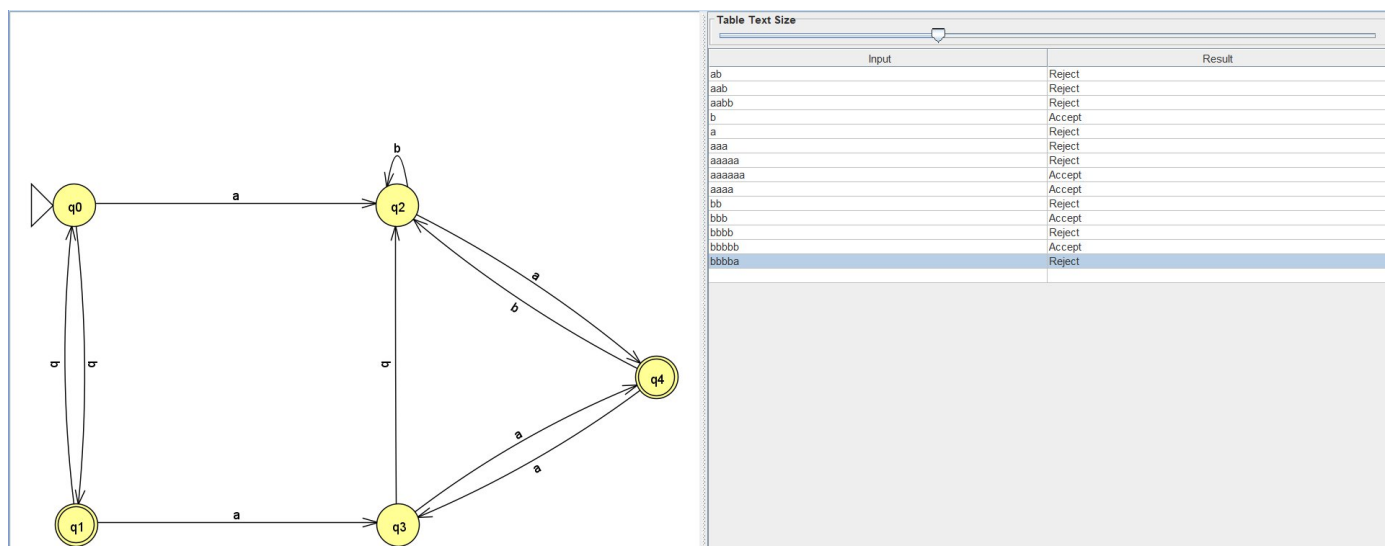 Table Text Size
Input Result
ab Reject
aab Reject
aabb Reject
b Accept
a Reject
aaa Reject
aaaaa Reject
aaaaaa Accept
aaaa Accept
bb Reject
bbb Accept
bbbb Reject
bbbbb Accept
bbbba Reject
b
q0
a
q2
a
b
b
b
b
q4
a
a
q1
a
q3